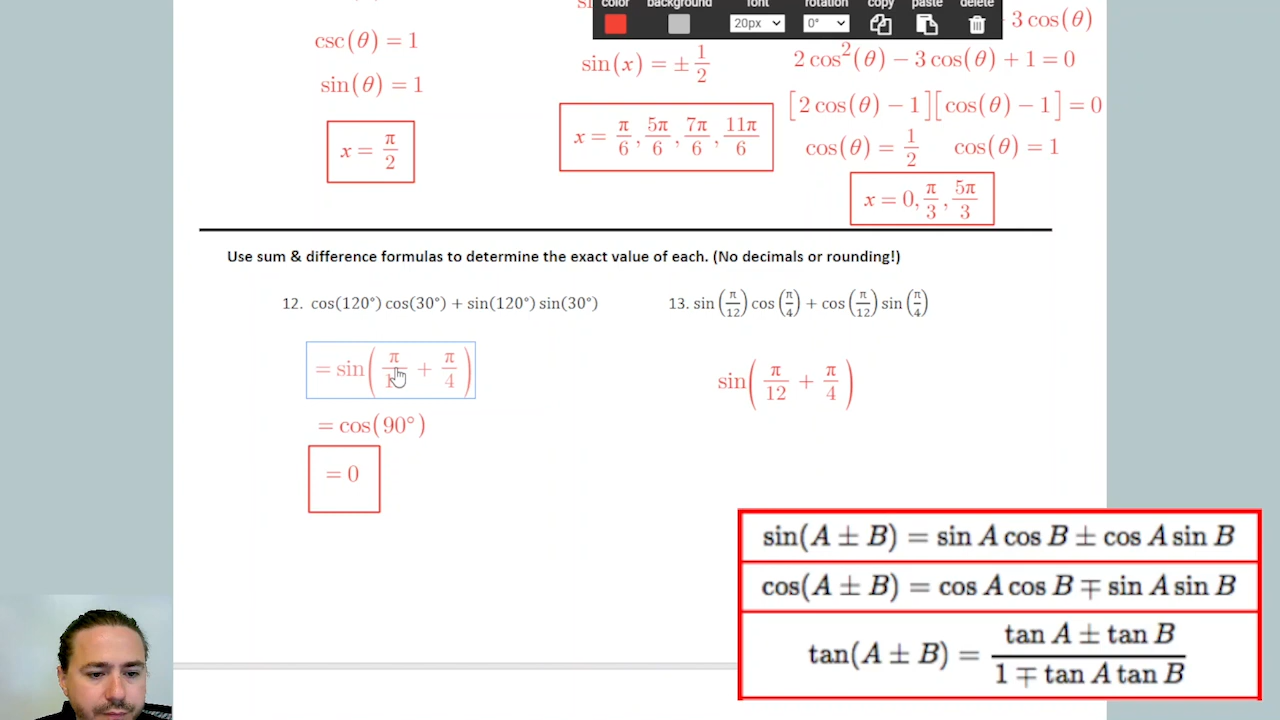 color background font rotation copy paste delete
20px 0°
csc(θ) = 1
sin(θ) = 1
x = π/2
sin(x) = ± 1/2
x = π/6, 5π/6, 7π/6, 11π/6
3 cos(θ)
2 cos²(θ) − 3 cos(θ) + 1 = 0
[2 cos(θ) − 1][cos(θ) − 1] = 0
cos(θ) = 1/2 cos(θ) = 1
x = 0, π/3, 5π/3
Use sum & difference formulas to determine the exact value of each. (No decimals or rounding!)
12. cos(120°) cos(30°) + sin(120°) sin(30°)
= sin( π/1 + π/4 )
= cos(90°)
= 0
13. sin(π/12) cos(π/4) + cos(π/12) sin(π/4)
sin( π/12 + π/4 )
sin(A ± B) = sin A cos B ± cos A sin B
cos(A ± B) = cos A cos B ∓ sin A sin B
tan(A ± B) = tan A ± tan B / 1 ∓ tan A tan B